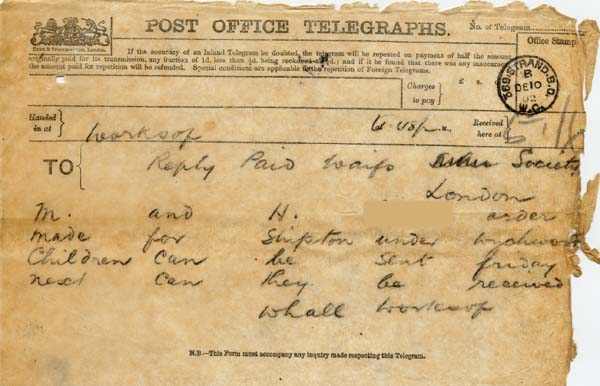 POST OFFICE TELEGRAPHS.
No. of Telegram
If the accuracy of an Inland Telegram be doubted, the telegram will be repeated on payment of half the amount
originally paid for its transmission, any fraction of 1d. less than ½d. being reckoned ½d.; and if it be found that there was any inaccuracy
the amount paid for repetition will be refunded. Special conditions are applicable to the repetition of Foreign Telegrams.
Office Stamp
Charges to pay
£ s.
369 STRAND B.O.
B
DE 10
02
W.C.
Handed in at
Worksop
Received here at
TO
Reply Paid Waifs Society
London
M. and H. order
made for Shipton under Wychwood
Children can be sent friday
next can they be received
Whall Worksop
N.B.—This Form must accompany any inquiry made respecting this Telegram.